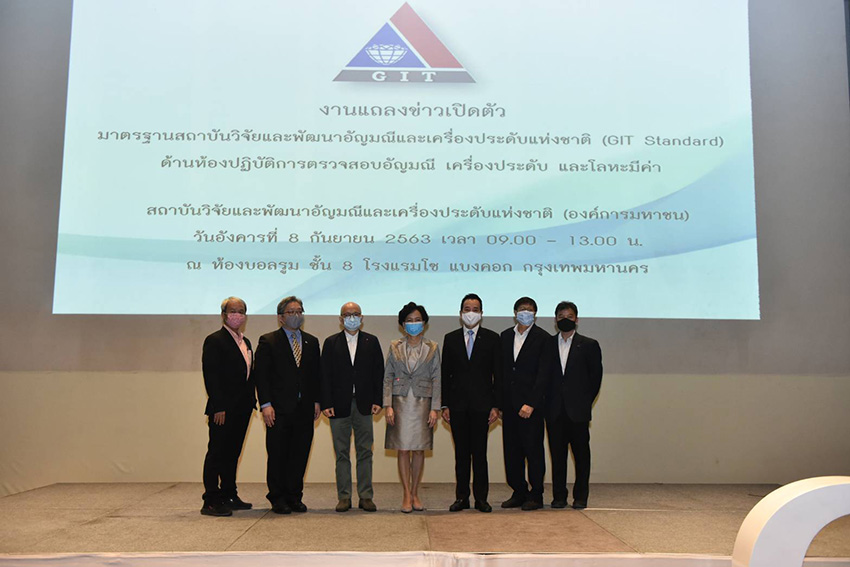 GIT
งานแถลงข่าวเปิดตัว
มาตรฐานสถาบันวิจัยและพัฒนาอัญมณีและเครื่องประดับแห่งชาติ (GIT Standard)
ด้านห้องปฏิบัติการตรวจสอบอัญมณี เครื่องประดับ และโลหะมีค่า
สถาบันวิจัยและพัฒนาอัญมณีและเครื่องประดับแห่งชาติ (องค์การมหาชน)
วันอังคารที่ 8 กันยายน 2563 เวลา 09.00 - 13.00 น.
ณ ห้องบอลรูม ชั้น 8 โรงแรมโซ แบงคอก กรุงเทพมหานคร